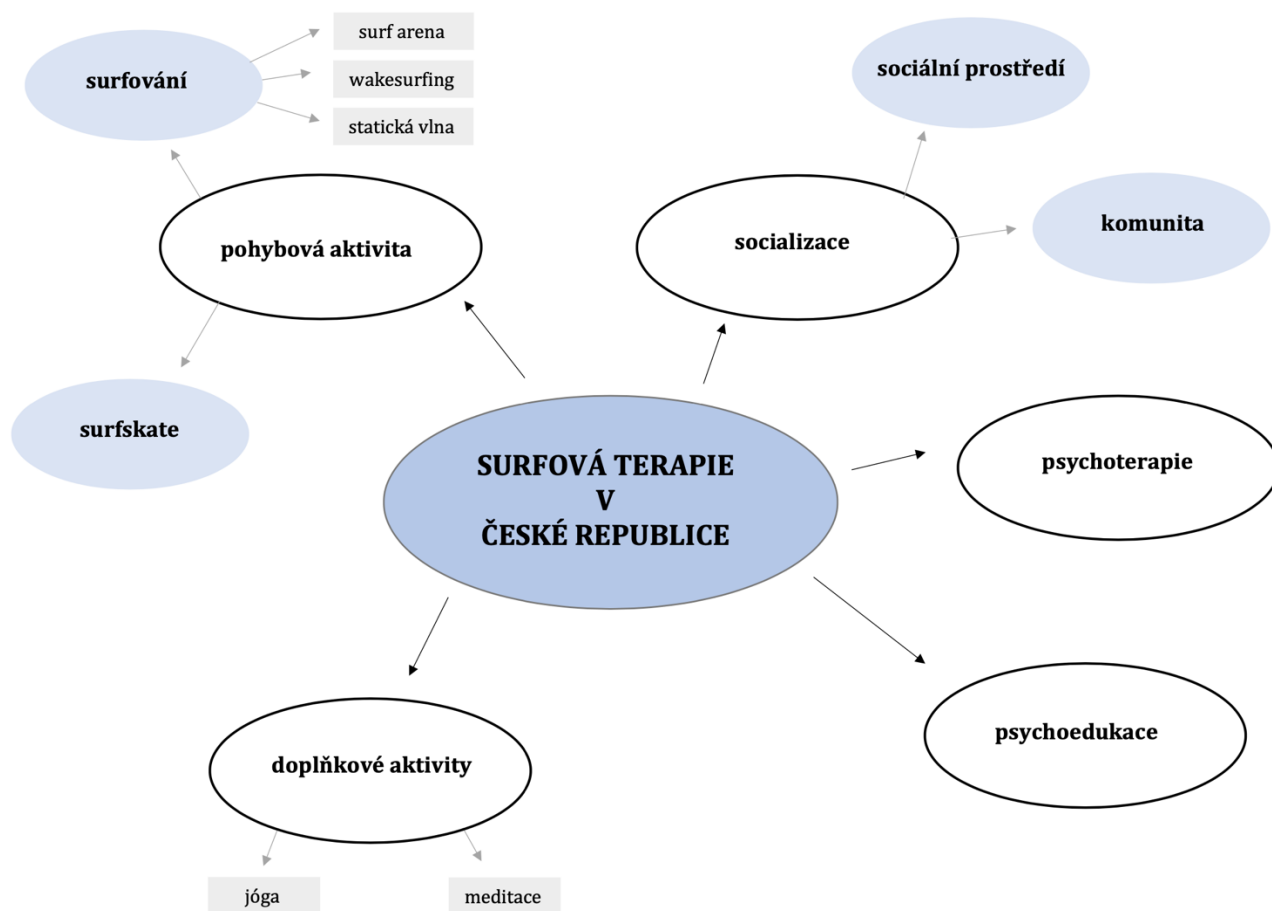 surf arena
surfování
wakesurfing
statická vlna
sociální prostředí
komunita
pohybová aktivita
socializace
surfskate
SURFOVÁ TERAPIE
V
ČESKÉ REPUBLICE
psychoterapie
psychoedukace
doplňkové aktivity
jóga
meditace